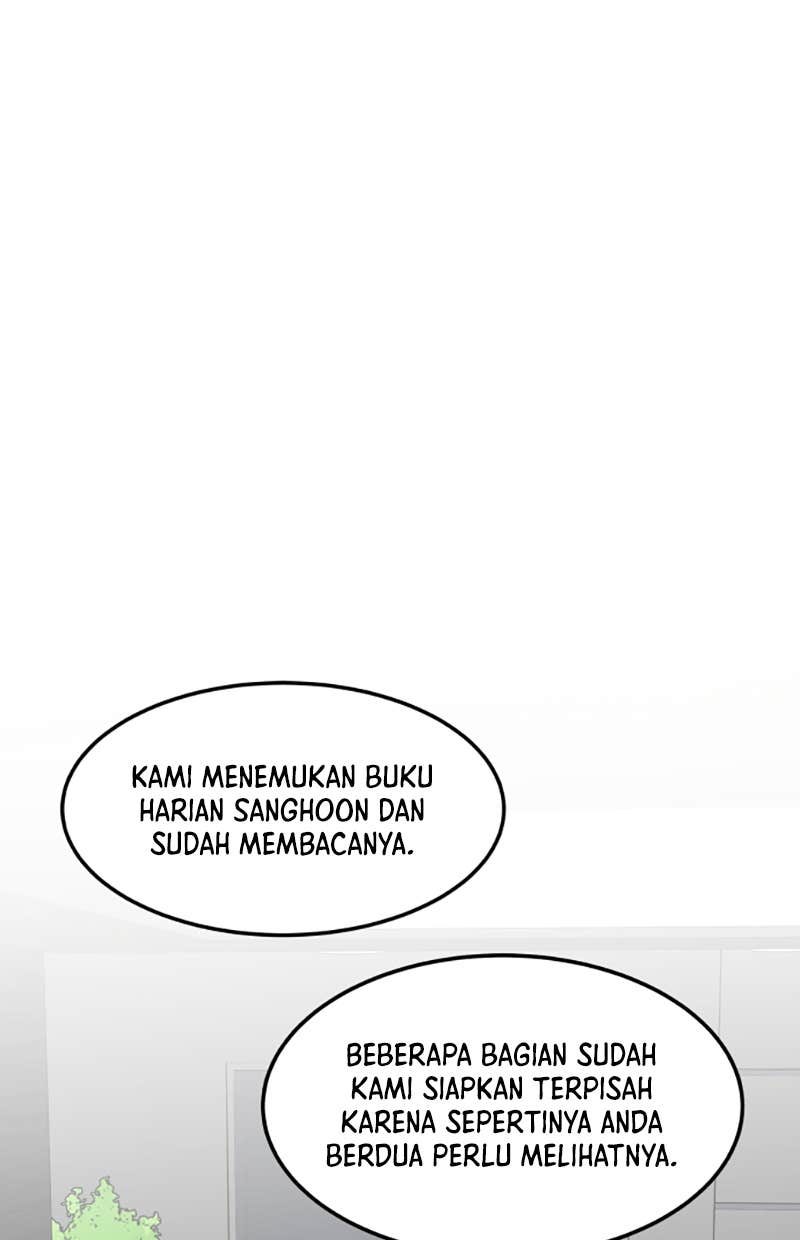 KAMI MENEMUKAN BUKU
HARIAN SANGHOON DAN
SUDAH MEMBACANYA.
BEBERAPA BAGIAN SUDAH
KAMI SIAPKAN TERPISAH
KARENA SEPERTINYA ANDA
BERDUA PERLU MELIHATNYA.